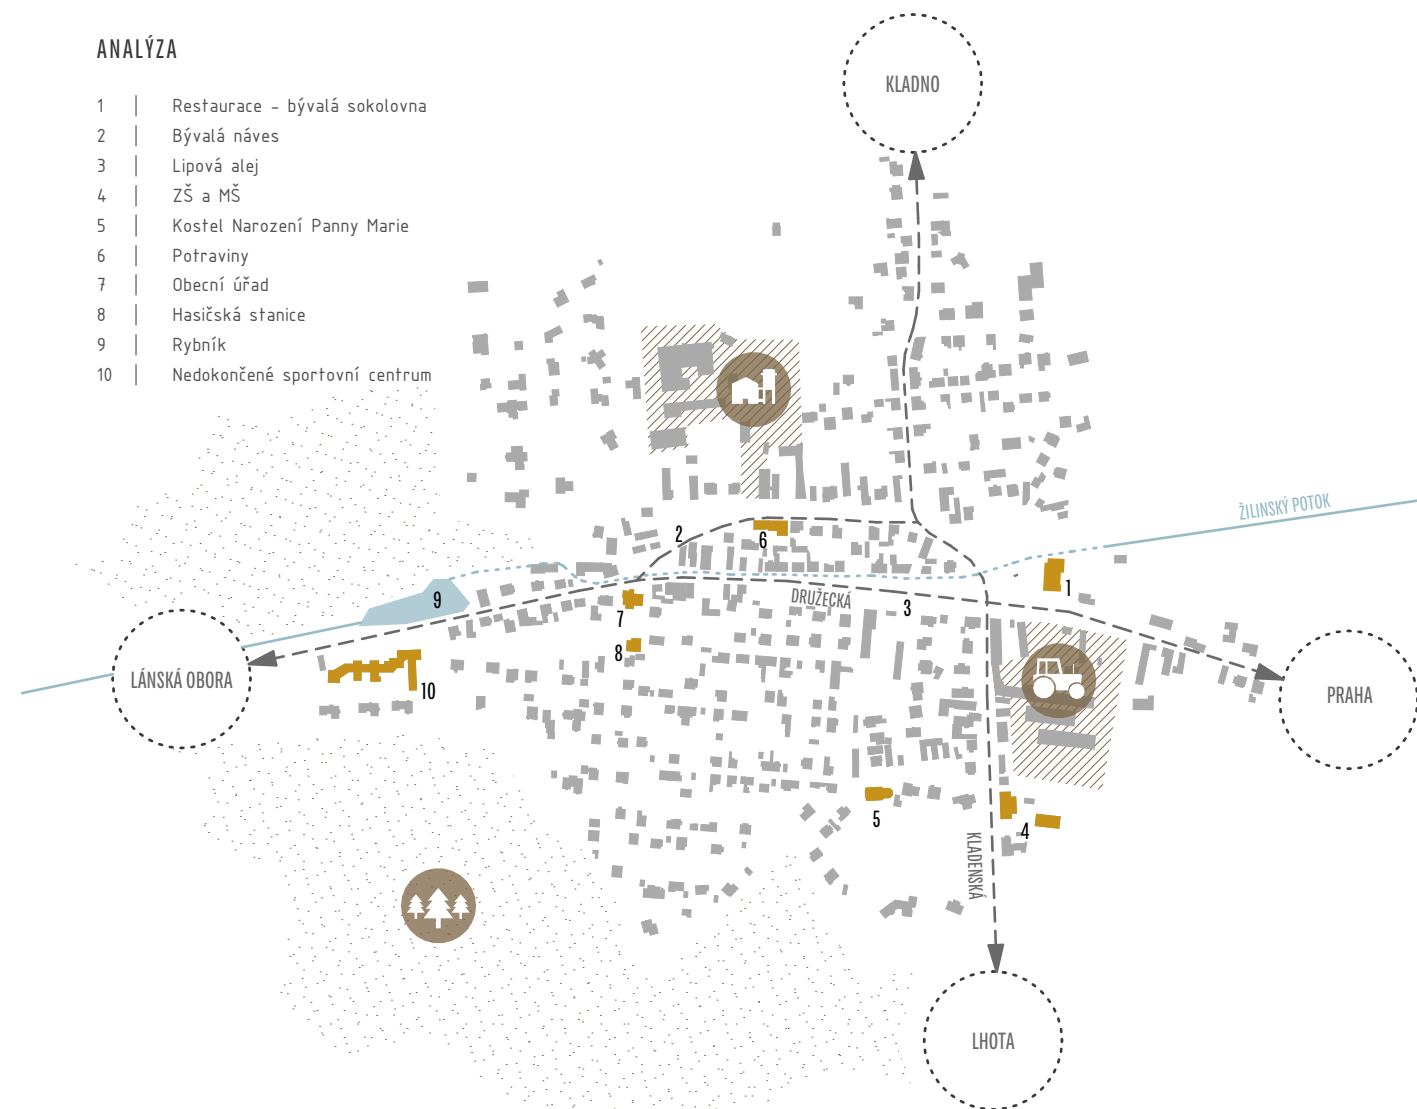 ANALÝZA
1 | Restaurace - bývalá sokolovna
2 | Bývalá náves
3 | Lipová alej
4 | ZŠ a MŠ
5 | Kostel Narození Panny Marie
6 | Potraviny
7 | Obecní úřad
8 | Hasičská stanice
9 | Rybník
10 | Nedokončené sportovní centrum
KLADNO
ŽILINSKÝ POTOK
2
6
1
9
DRUŽECKÁ
3
7
8
LÁNSKÁ OBORA
10
PRAHA
5
4
KLADENSKÁ
LHOTA